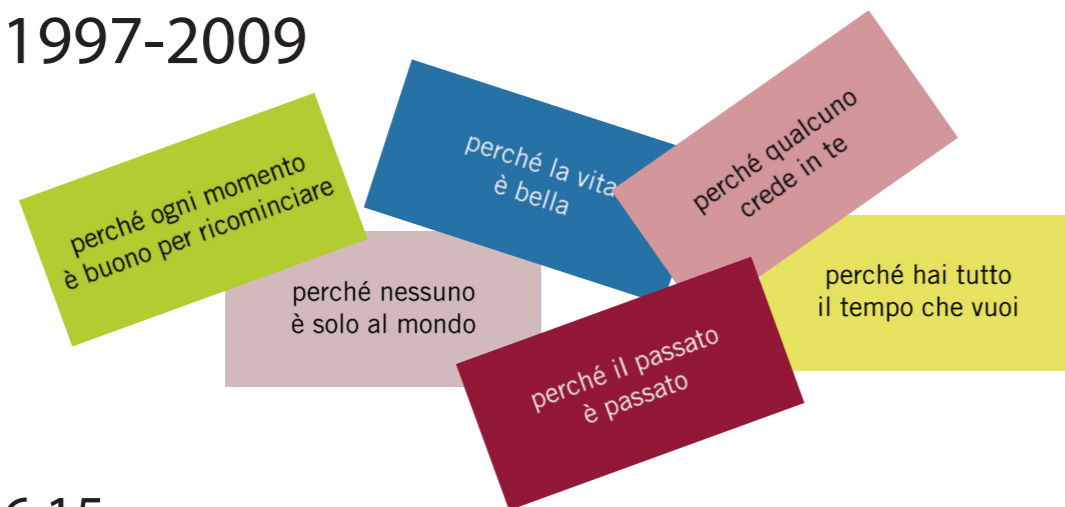 1997-2009
perché ogni momento
è buono per ricominciare
perché la vita
è bella
perché qualcuno
crede in te
perché nessuno
è solo al mondo
perché hai tutto
il tempo che vuoi
perché il passato
è passato